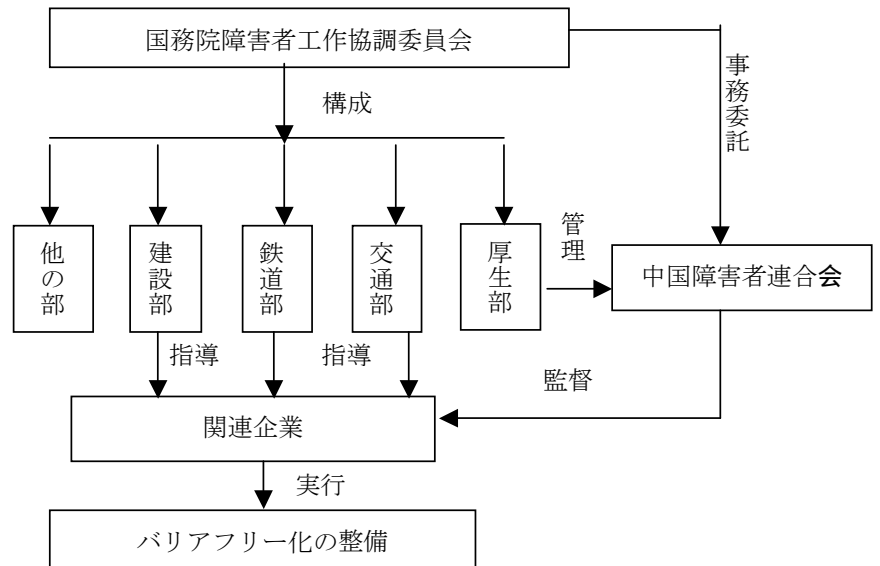 国務院障害者工作協調委員会
事務委託
構成
他の部
建設部
鉄道部
交通部
厚生部
管理
中国障害者連合会
指導
指導
監督
関連企業
実行
バリアフリー化の整備